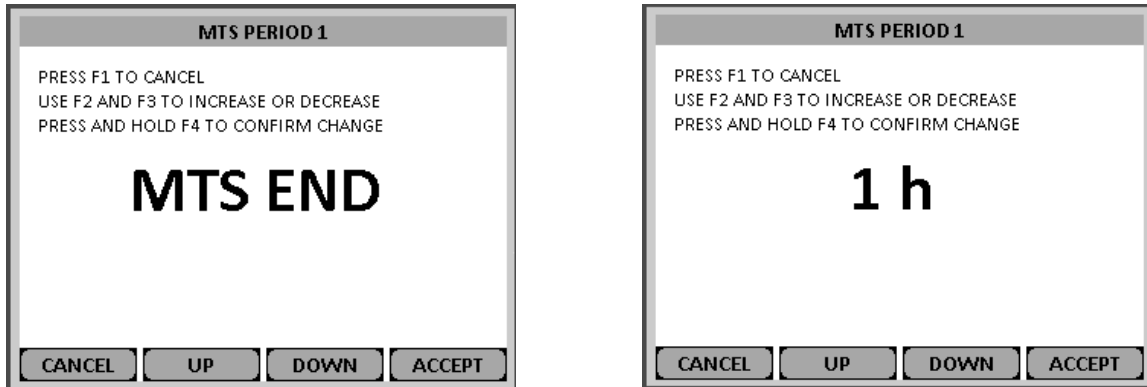 MTS PERIOD 1
PRESS F1 TO CANCEL
USE F2 AND F3 TO INCREASE OR DECREASE
PRESS AND HOLD F4 TO CONFIRM CHANGE
MTS END
CANCEL UP DOWN ACCEPT
MTS PERIOD 1
PRESS F1 TO CANCEL
USE F2 AND F3 TO INCREASE OR DECREASE
PRESS AND HOLD F4 TO CONFIRM CHANGE
1 h
CANCEL UP DOWN ACCEPT